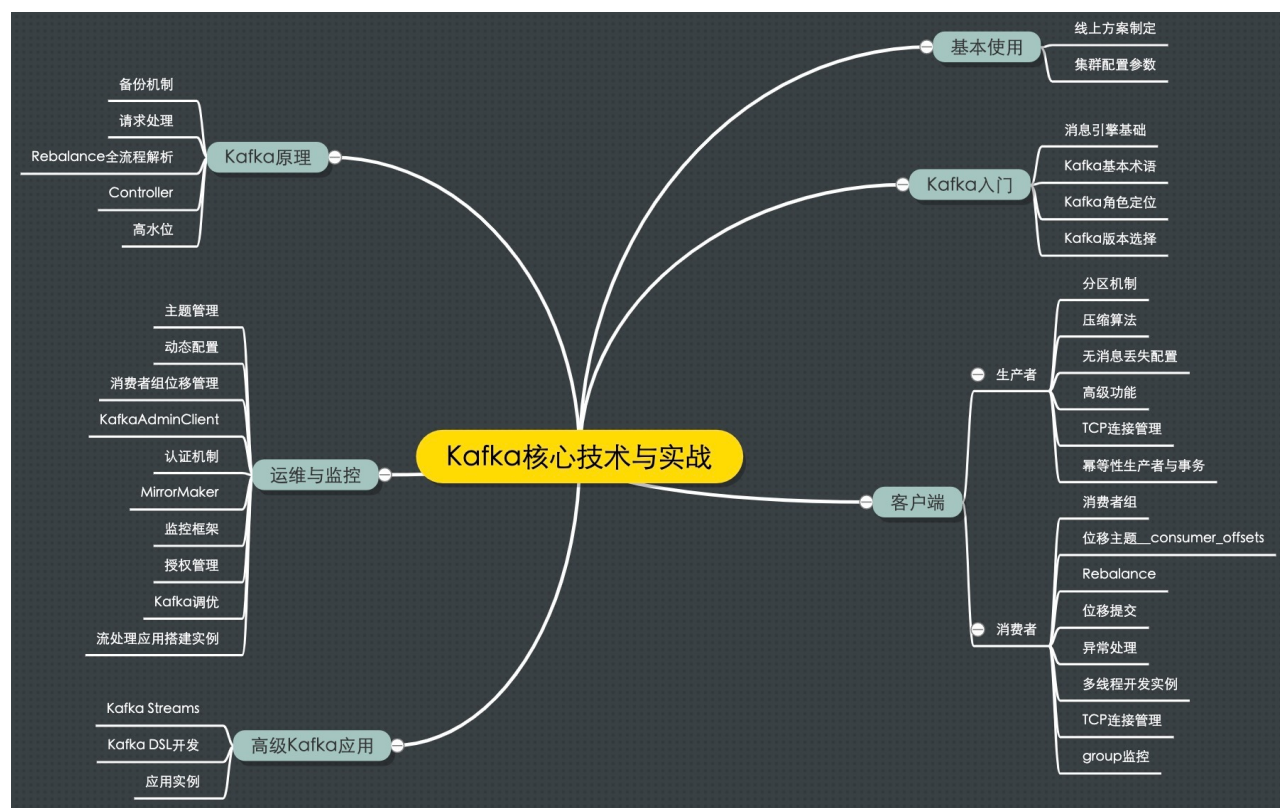 Kafka核心技术与实战
基本使用
线上方案制定
集群配置参数
Kafka入门
消息引擎基础
Kafka基本术语
Kafka角色定位
Kafka版本选择
客户端
生产者
分区机制
压缩算法
无消息丢失配置
高级功能
TCP连接管理
幂等性生产者与事务
消费者
消费者组
位移主题__consumer_offsets
Rebalance
位移提交
异常处理
多线程开发实例
TCP连接管理
group监控
Kafka原理
备份机制
请求处理
Rebalance全流程解析
Controller
高水位
运维与监控
主题管理
动态配置
消费者组位移管理
KafkaAdminClient
认证机制
MirrorMaker
监控框架
授权管理
Kafka调优
流处理应用搭建实例
高级Kafka应用
Kafka Streams
Kafka DSL开发
应用实例